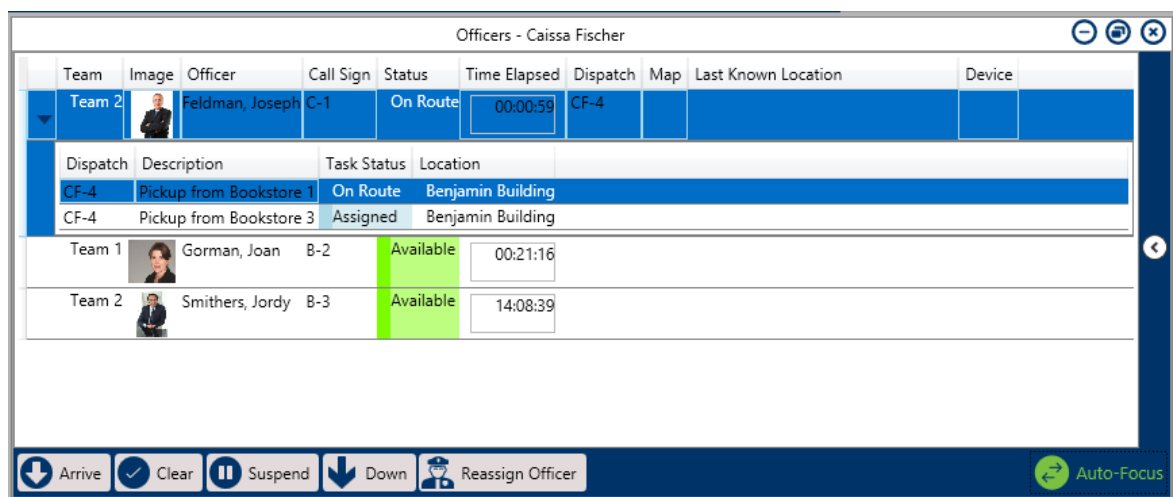 Officers - Caissa Fischer
Team Image Officer Call Sign Status Time Elapsed Dispatch Map Last Known Location Device
Team 2 Feldman, Joseph C-1 On Route 00:00:59 CF-4
Dispatch Description Task Status Location
CF-4 Pickup from Bookstore 1 On Route Benjamin Building
CF-4 Pickup from Bookstore 3 Assigned Benjamin Building
Team 1 Gorman, Joan B-2 Available 00:21:16
Team 2 Smithers, Jordy B-3 Available 14:08:39
Arrive Clear Suspend Down Reassign Officer Auto-Focus